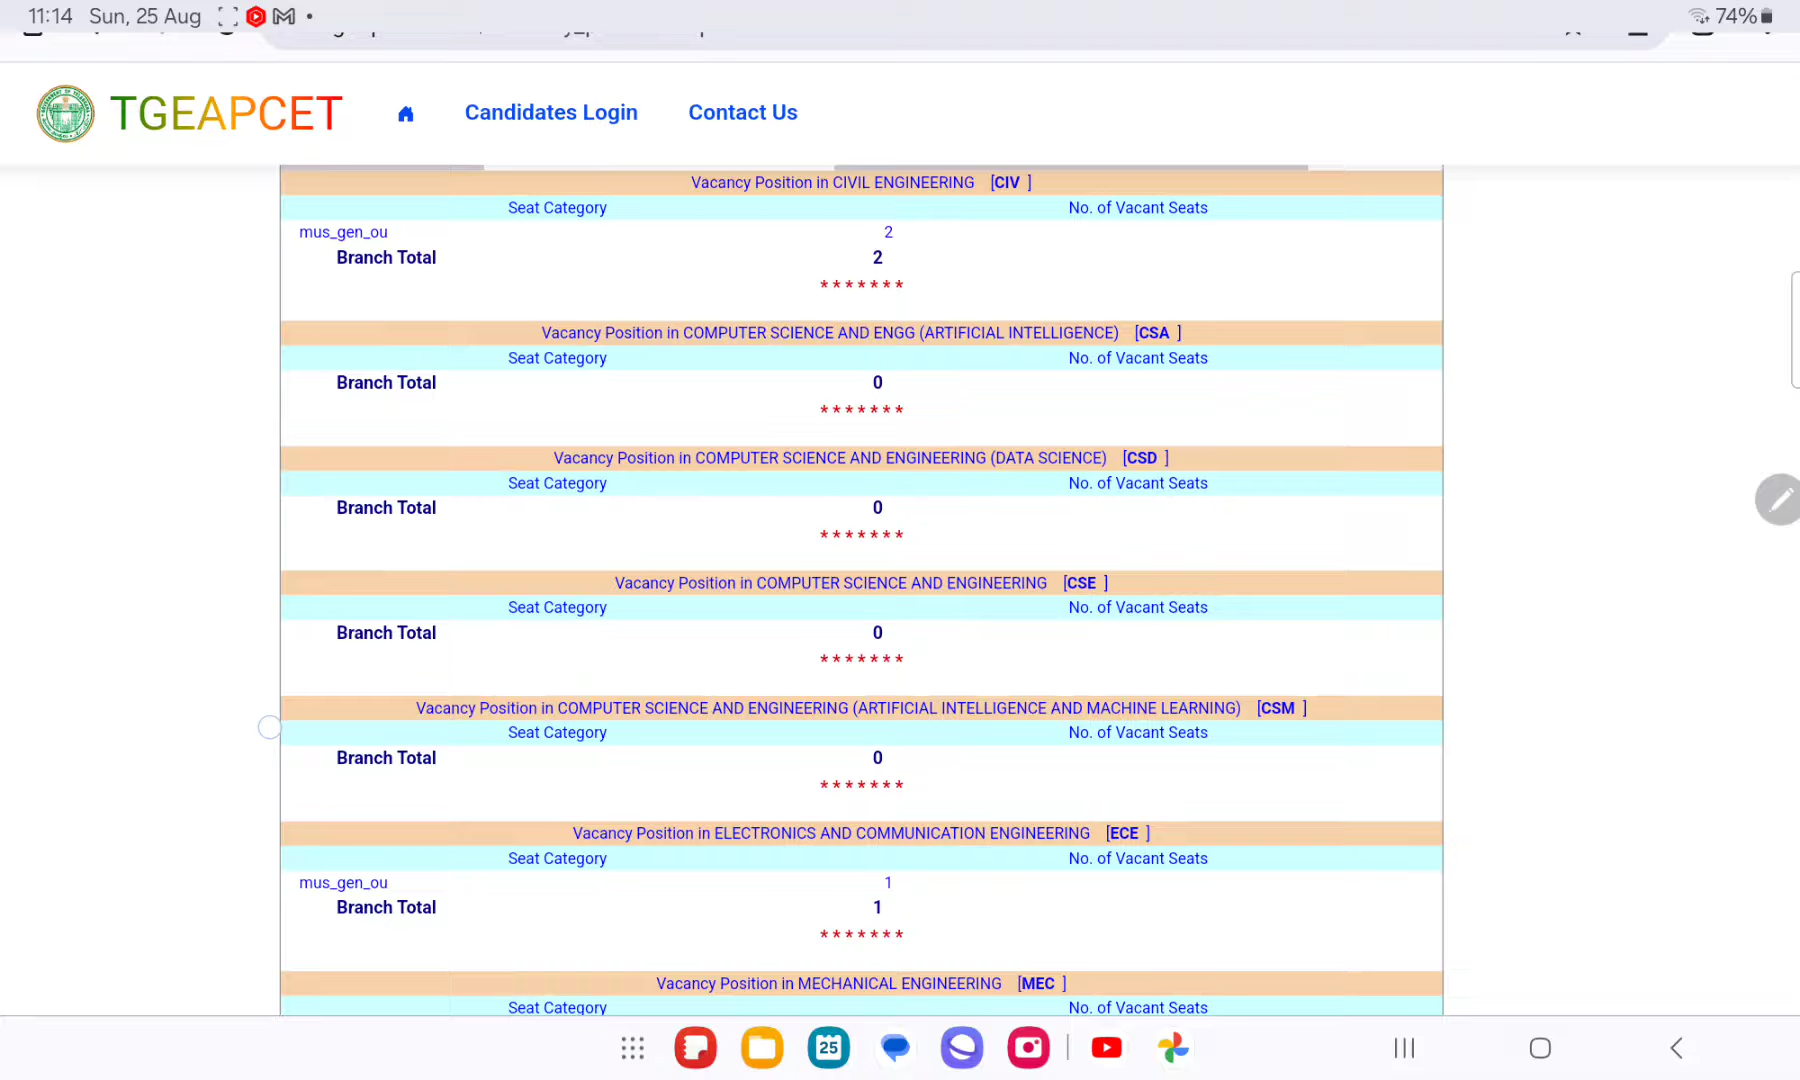 11:14 Sun, 25 Aug
74%
TGEAPCET
Candidates Login
Contact Us
Vacancy Position in CIVIL ENGINEERING [CIV ]
Seat Category No. of Vacant Seats
mus_gen_ou 2
Branch Total 2
*******
Vacancy Position in COMPUTER SCIENCE AND ENGG (ARTIFICIAL INTELLIGENCE) [CSA ]
Seat Category No. of Vacant Seats
Branch Total 0
*******
Vacancy Position in COMPUTER SCIENCE AND ENGINEERING (DATA SCIENCE) [CSD ]
Seat Category No. of Vacant Seats
Branch Total 0
*******
Vacancy Position in COMPUTER SCIENCE AND ENGINEERING [CSE ]
Seat Category No. of Vacant Seats
Branch Total 0
*******
Vacancy Position in COMPUTER SCIENCE AND ENGINEERING (ARTIFICIAL INTELLIGENCE AND MACHINE LEARNING) [CSM ]
Seat Category No. of Vacant Seats
Branch Total 0
*******
Vacancy Position in ELECTRONICS AND COMMUNICATION ENGINEERING [ECE ]
Seat Category No. of Vacant Seats
mus_gen_ou 1
Branch Total 1
*******
Vacancy Position in MECHANICAL ENGINEERING [MEC ]
Seat Category No. of Vacant Seats
25